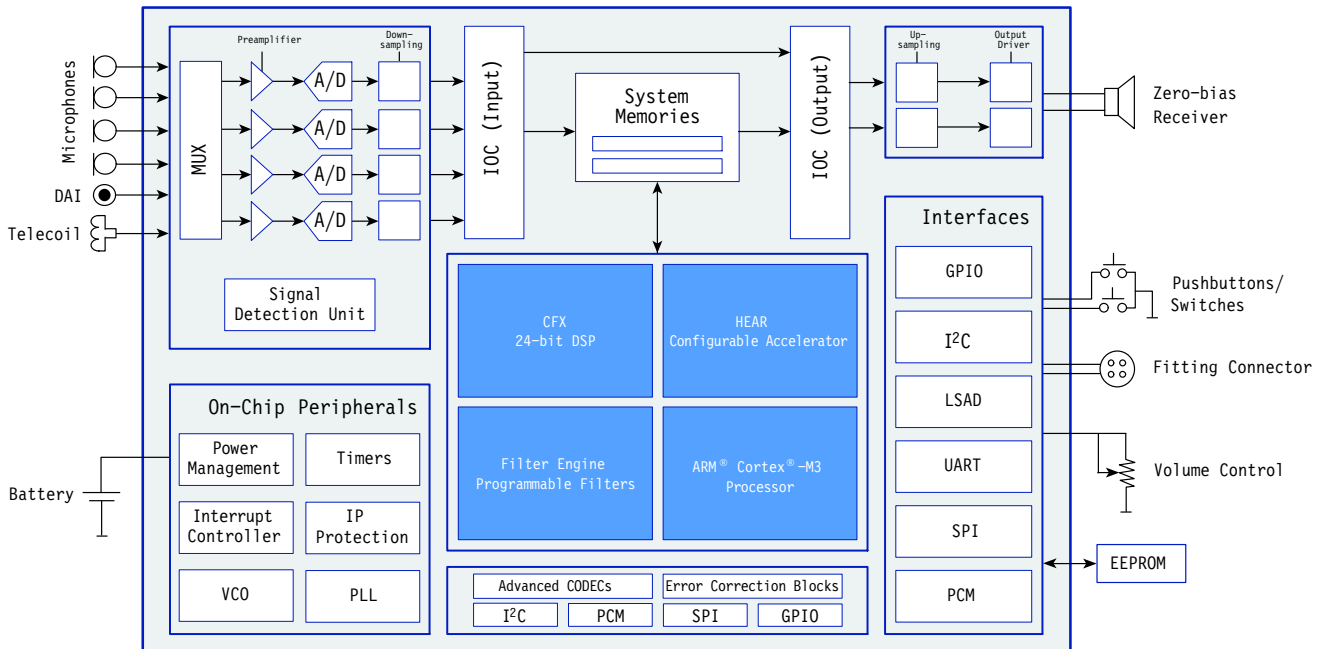 Microphones
DAI
Telecoil
MUX
Preamplifier
Down-
sampling
A/D
A/D
A/D
A/D
Signal
Detection Unit
IOC (Input)
System
Memories
IOC (Output)
Up-
sampling
Output
Driver
Zero-bias
Receiver
CFX
24-bit DSP
HEAR
Configurable Accelerator
Filter Engine
Programmable Filters
ARM® Cortex®-M3
Processor
Interfaces
GPIO
I²C
LSAD
UART
SPI
PCM
Pushbuttons/
Switches
Fitting Connector
Volume Control
EEPROM
On-Chip Peripherals
Power
Management
Timers
Interrupt
Controller
IP
Protection
VCO
PLL
Battery
Advanced CODECs
Error Correction Blocks
I²C
PCM
SPI
GPIO